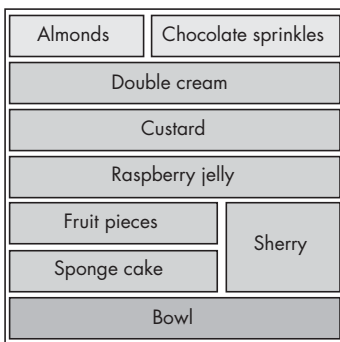 Almonds Chocolate sprinkles
Double cream
Custard
Raspberry jelly
Fruit pieces
Sherry
Sponge cake
Bowl